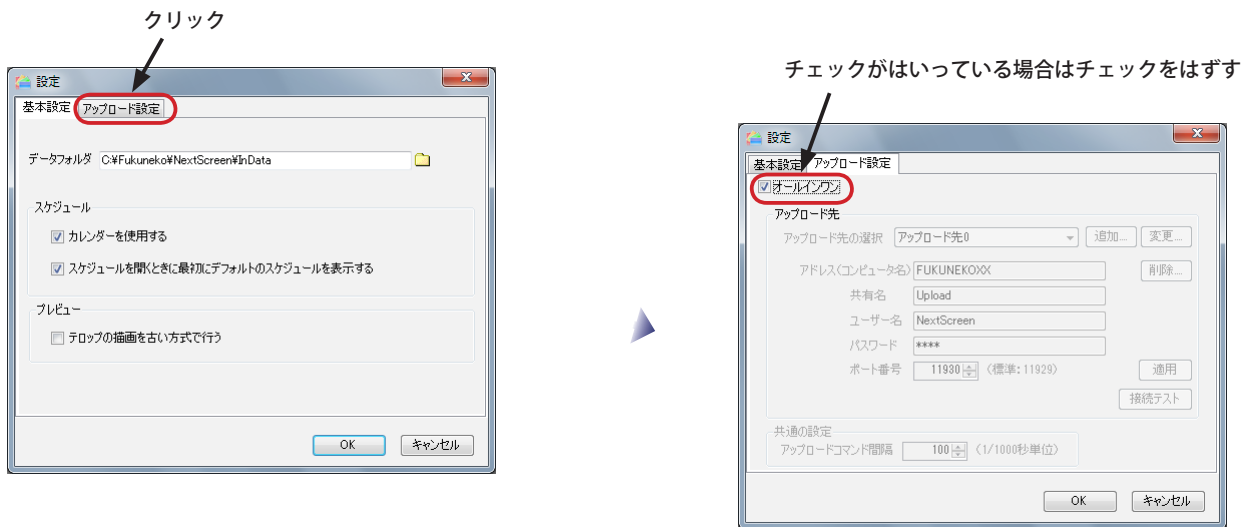 クリック
設定
基本設定 アップロード設定
データフォルダ C:¥Fukuneko¥NextScreen¥InData
スケジュール
カレンダーを使用する
スケジュールを開くときに最初にデフォルトのスケジュールを表示する
プレビュー
テロップの描画を古い方式で行う
OK キャンセル
チェックがはいっている場合はチェックをはずす
設定
基本設定 アップロード設定
オールインワン
アップロード先
アップロード先の選択 アップロード先0 追加... 変更...
アドレス(コンピュータ名) FUKUNEKOXX 削除...
共有名 Upload
ユーザー名 NextScreen
パスワード ****
ポート番号 11930 (標準:11929) 適用
接続テスト
共通の設定
アップロードコマンド間隔 100 (1/1000秒単位)
OK キャンセル